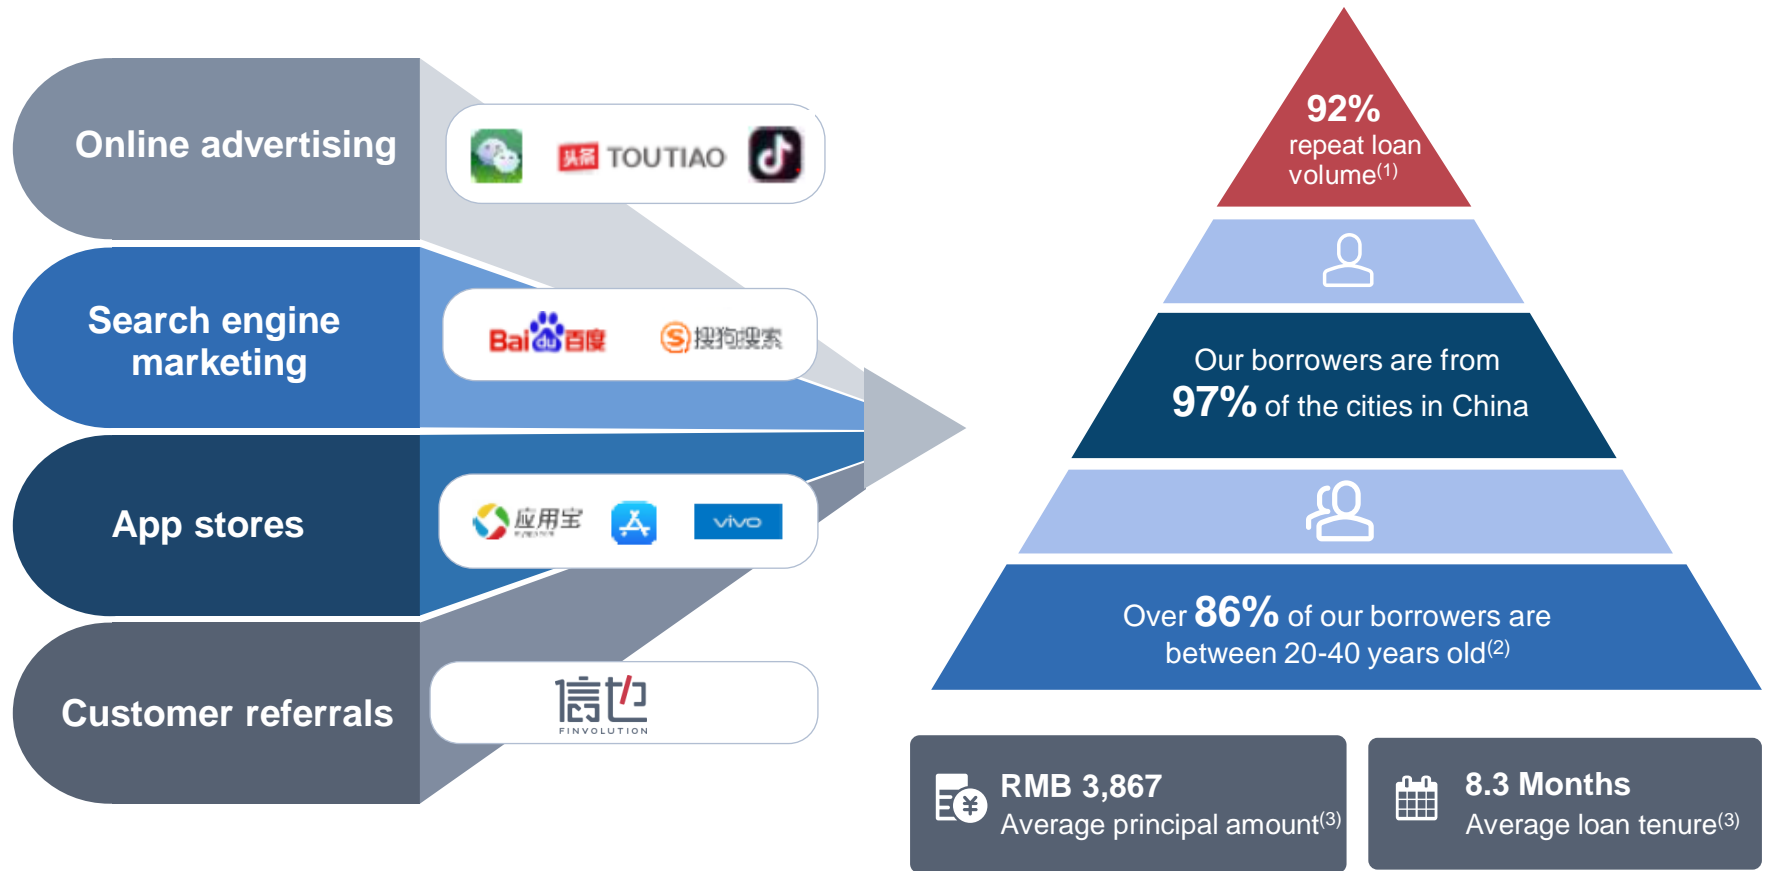 Online advertising
头条 TOUTIAO
Search engine
marketing
Bai du 百度
S 搜狗搜索
App stores
应用宝
vivo
Customer referrals
信也
FINVOLUTION
92%
repeat loan
volume(1)
Our borrowers are from
97% of the cities in China
Over 86% of our borrowers are
between 20-40 years old(2)
¥
RMB 3,867
Average principal amount(3)
8.3 Months
Average loan tenure(3)